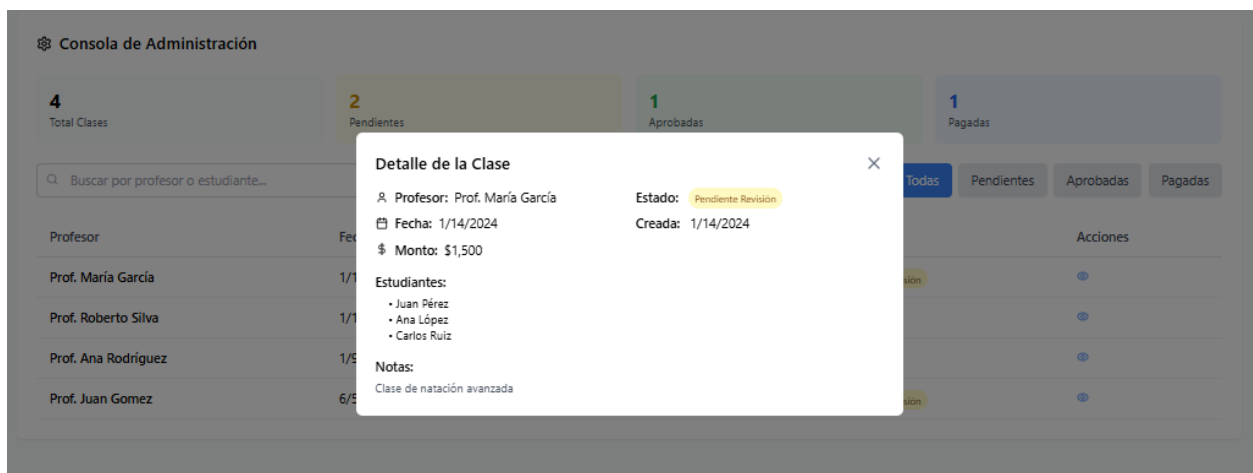 Consola de Administración
4
Total Clases
2
Pendientes
1
Aprobadas
1
Pagadas
Buscar por profesor o estudiante...
Todas
Pendientes
Aprobadas
Pagadas
Detalle de la Clase
Profesor: Prof. María García
Estado: Pendiente Revisión
Fecha: 1/14/2024
Creada: 1/14/2024
Monto: $1,500
Estudiantes:
• Juan Pérez
• Ana López
• Carlos Ruiz
Notas:
Clase de natación avanzada
Profesor
Acciones
Prof. María García
Prof. Roberto Silva
Prof. Ana Rodríguez
Prof. Juan Gomez